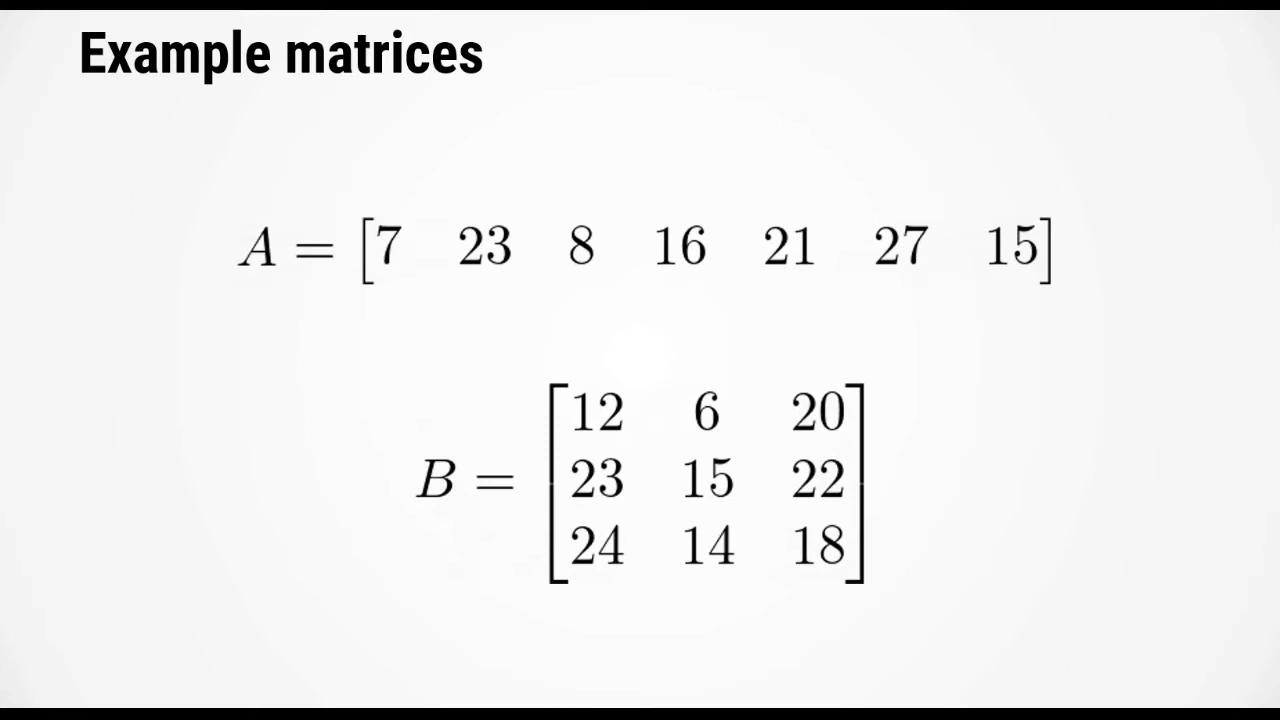 Example matrices
A = [7 23 8 16 21 27 15]
B = [12 6 20
23 15 22
24 14 18]